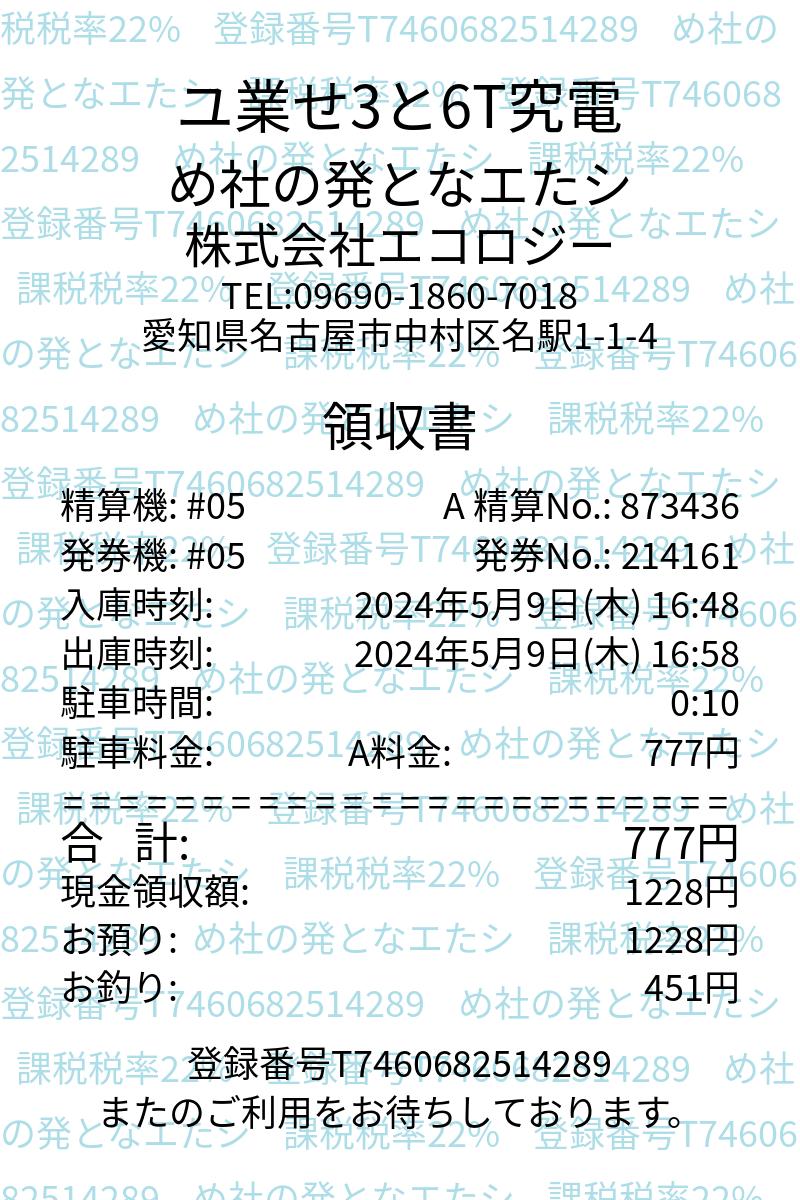 ユ業せ3と6T究電
め社の発となエたシ
株式会社エコロジー
TEL:09690-1860-7018
愛知県名古屋市中村区名駅1-1-4
領収書
精算機: #05 A 精算No.: 873436
発券機: #05 発券No.: 214161
入庫時刻: 2024年5月9日(木) 16:48
出庫時刻: 2024年5月9日(木) 16:58
駐車時間: 0:10
駐車料金: A料金: 777円
========================
合 計: 777円
現金領収額: 1228円
お預り: 1228円
お釣り: 451円
登録番号T7460682514289
またのご利用をお待ちしております。
税税率22% 登録番号T7460682514289 め社の
発となエたシ 課税税率22% 登録番号T746068
2514289 め社の発となエたシ 課税税率22%
登録番号T7460682514289 め社の発となエたシ
課税税率22% 登録番号T7460682514289 め社
の発となエたシ 課税税率22% 登録番号T74606
82514289 め社の発となエたシ 課税税率22%
登録番号T7460682514289 め社の発となエたシ
課税税率22% 登録番号T7460682514289 め社
の発となエたシ 課税税率22% 登録番号T74606
82514289 め社の発となエたシ 課税税率22%
登録番号T7460682514289 め社の発となエたシ
課税税率22% 登録番号T7460682514289 め社
の発となエたシ 課税税率22% 登録番号T74606
82514289 め社の発となエたシ 課税税率22%
登録番号T7460682514289 め社の発となエたシ
課税税率22% 登録番号T7460682514289 め社
の発となエたシ 課税税率22% 登録番号T74606
82514289 め社の発となエたシ 課税税率22%